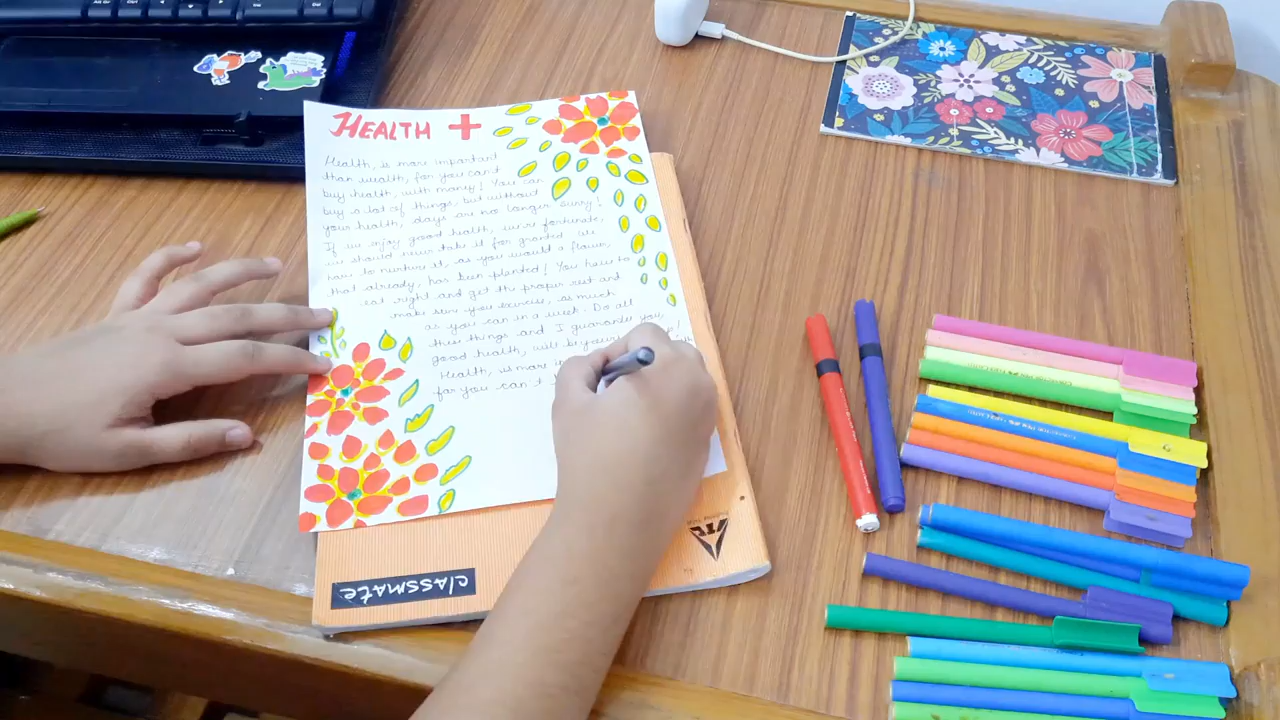 HEALTH +
Health, is more important
than wealth, for you can't
buy health, with money! You can
buy a lot of things, but without
your health, days are no longer sunny!
If we enjoy good health, we're fortunate,
we should never take it for granted. We
have to nurture it, as you would a flower,
that already, has been planted! You have to
eat right and get the proper rest and
make sure you exercise, as much
as you can in a week. Do all
these things and I guarantee you,
good health, will be your
Health, is more
for you can't
classmate
ITC